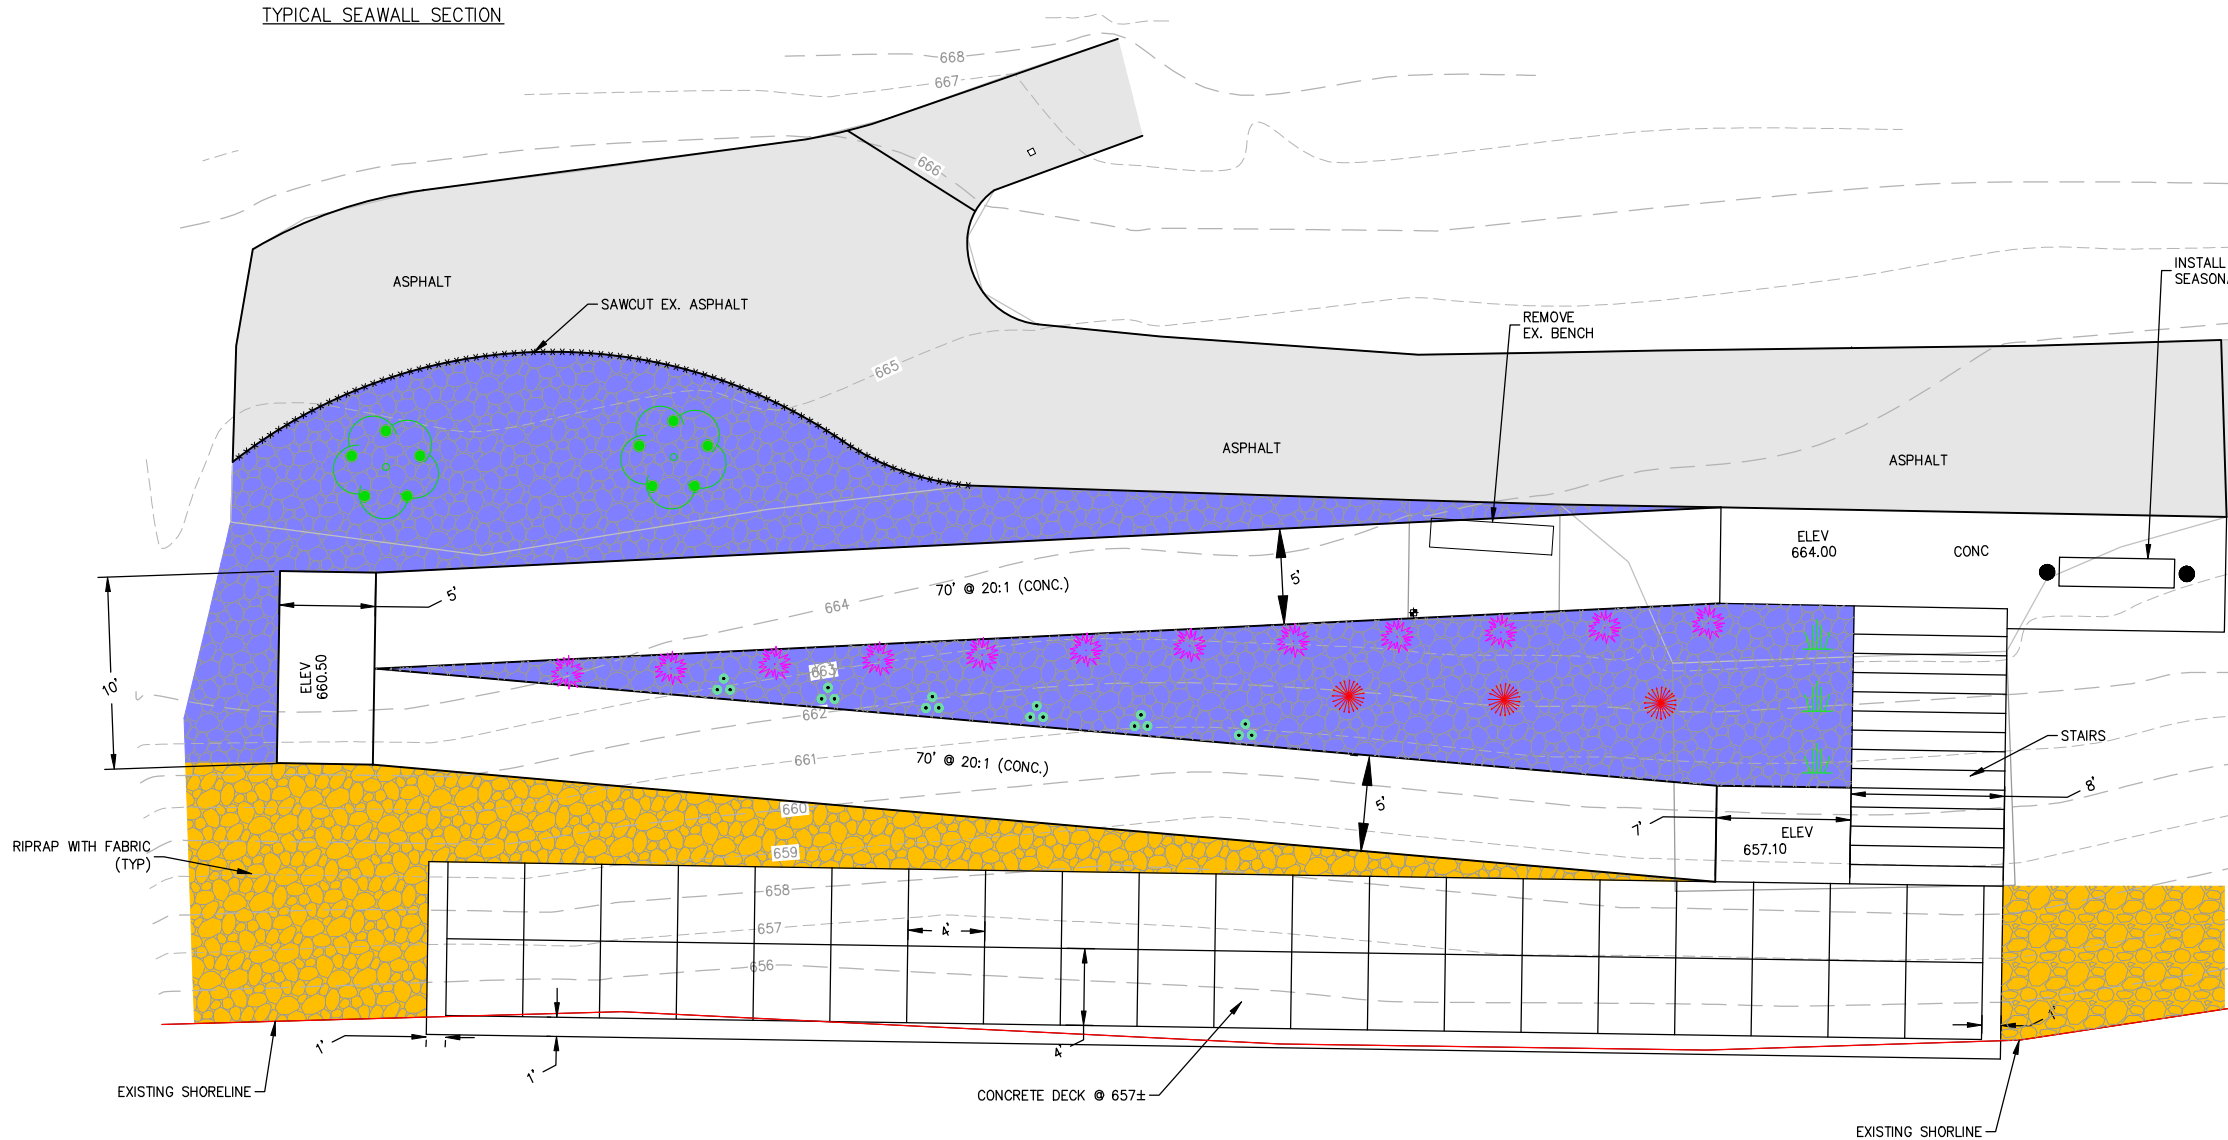 TYPICAL SEAWALL SECTION
668
667
666
ASPHALT
SAWCUT EX. ASPHALT
INSTALL
SEASONA
REMOVE
EX. BENCH
665
ASPHALT
ASPHALT
ELEV
664.00
CONC
5'
70' @ 20:1 (CONC.)
5'
664
10'
ELEV
660.50
663
662
661
70' @ 20:1 (CONC.)
STAIRS
8'
5'
7'
ELEV
657.10
660
659
RIPRAP WITH FABRIC
(TYP)
658
657
4'
656
1'
1'
4'
1'
EXISTING SHORELINE
CONCRETE DECK @ 657±
EXISTING SHORLINE